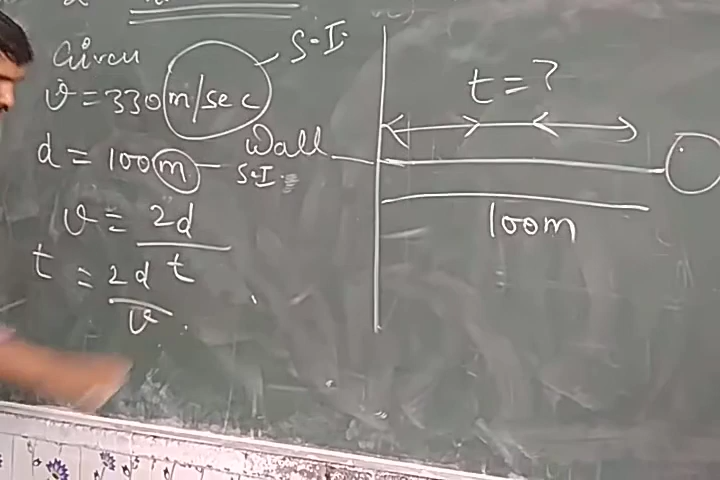 Given
v = 330 m/sec S.I.
d = 100 m S.I.
v = 2d
t
t = 2d
v
Wall
t = ?
100m